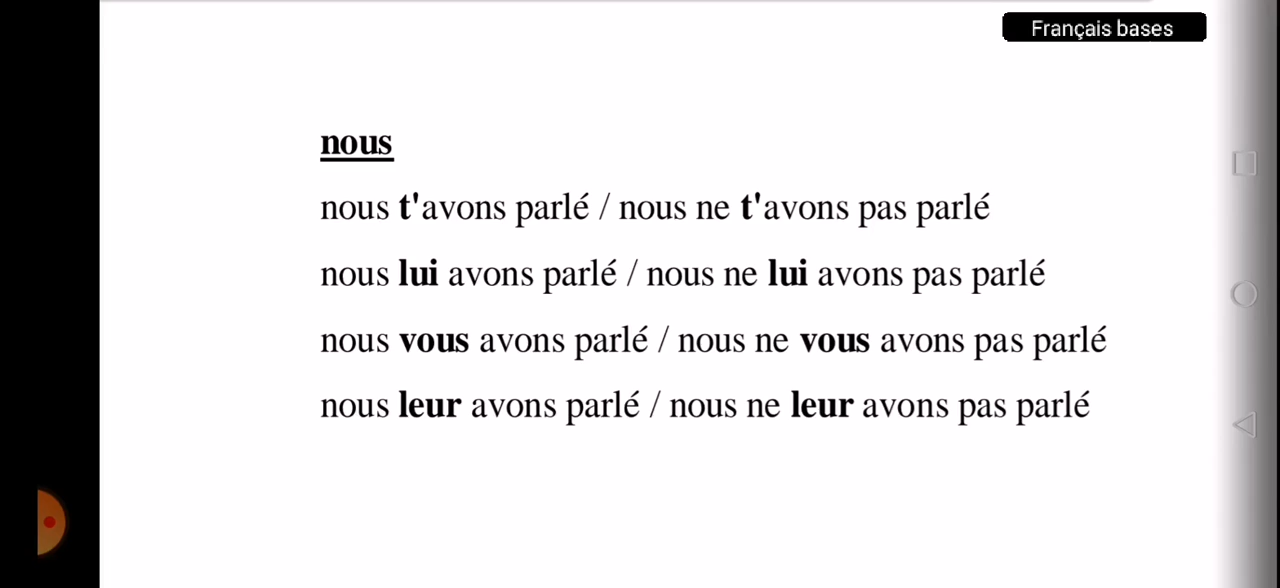 Français bases
nous
nous t'avons parlé / nous ne t'avons pas parlé
nous lui avons parlé / nous ne lui avons pas parlé
nous vous avons parlé / nous ne vous avons pas parlé
nous leur avons parlé / nous ne leur avons pas parlé